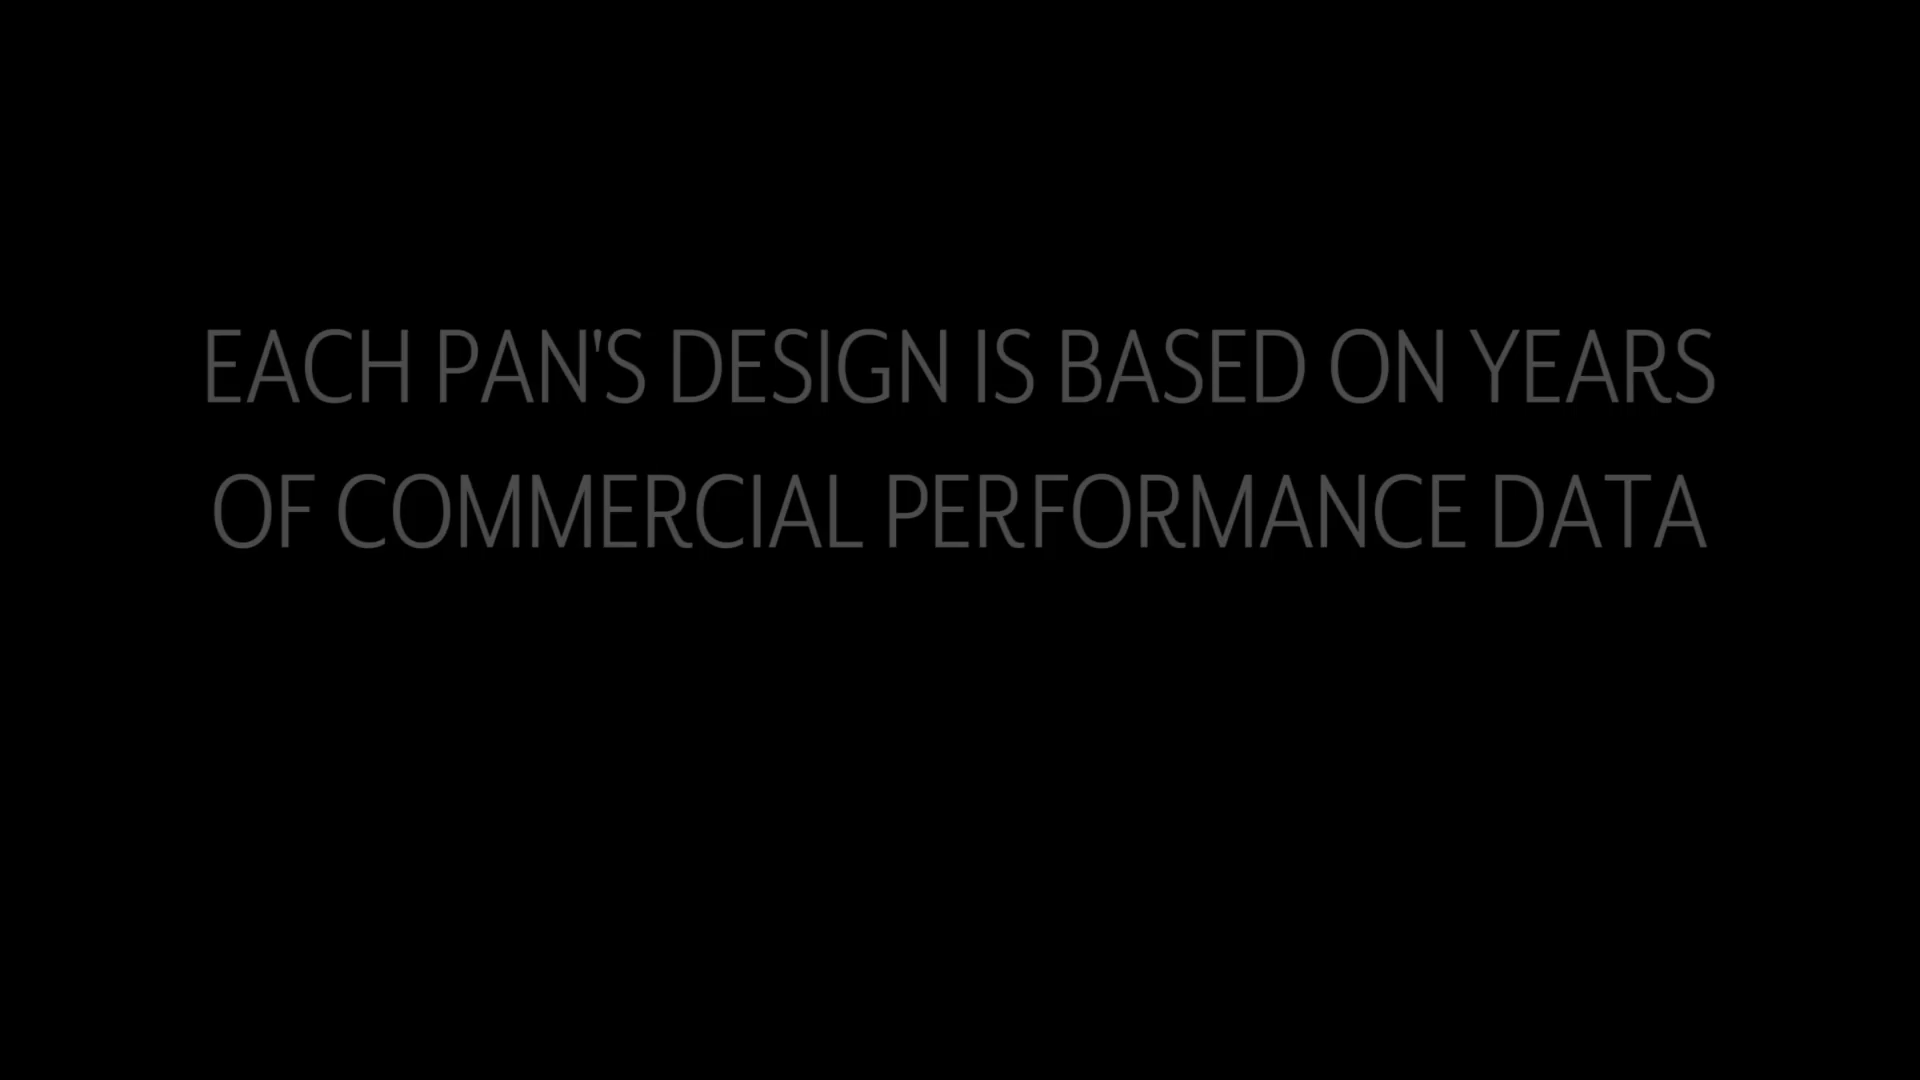 EACH PAN'S DESIGN IS BASED ON YEARS
OF COMMERCIAL PERFORMANCE DATA